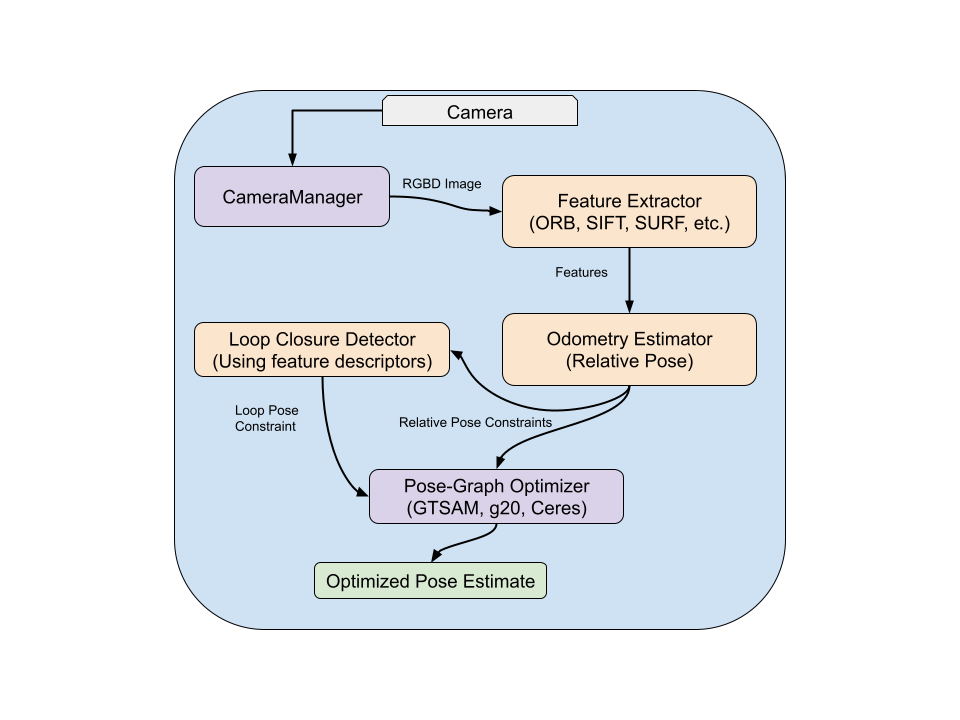 Camera
CameraManager
RGBD Image
Feature Extractor
(ORB, SIFT, SURF, etc.)
Features
Loop Closure Detector
(Using feature descriptors)
Odometry Estimator
(Relative Pose)
Loop Pose
Constraint
Relative Pose Constraints
Pose-Graph Optimizer
(GTSAM, g20, Ceres)
Optimized Pose Estimate